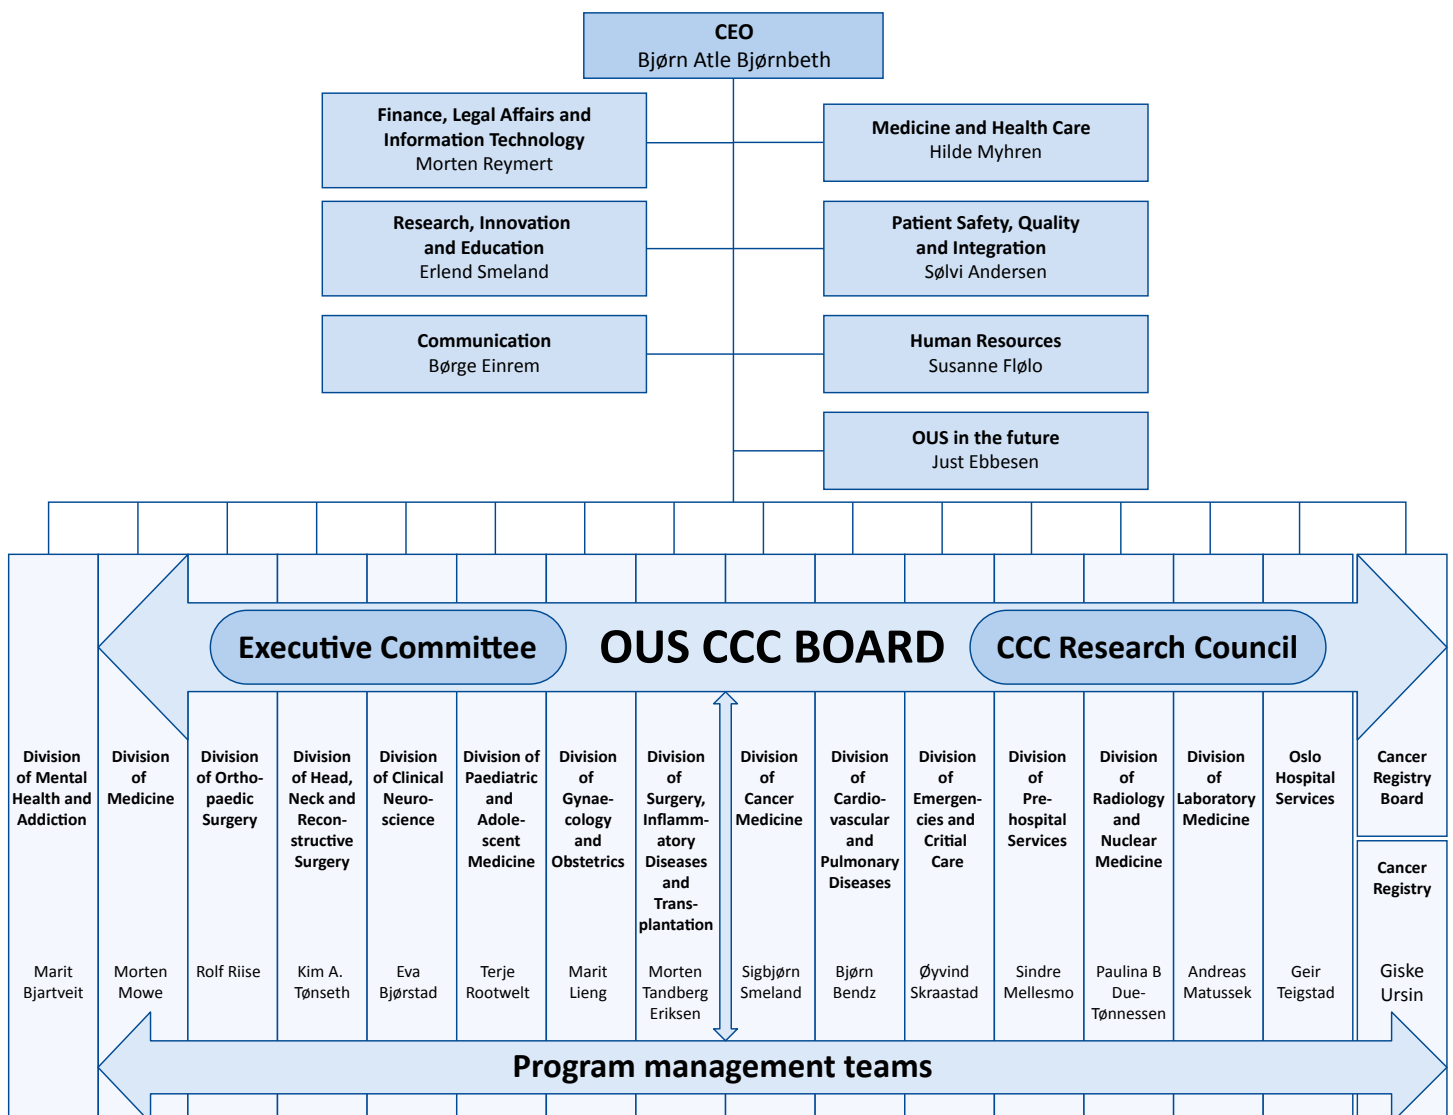 CEO
Bjørn Atle Bjørnbeth
Finance, Legal Affairs and
Information Technology
Morten Reymert
Medicine and Health Care
Hilde Myhren
Research, Innovation
and Education
Erlend Smeland
Patient Safety, Quality
and Integration
Sølvi Andersen
Communication
Børge Einrem
Human Resources
Susanne Flølo
OUS in the future
Just Ebbesen
Executive Committee
OUS CCC BOARD
CCC Research Council
Division
of Mental
Health and
Addiction
Marit
Bjartveit
Division
of
Medicine
Morten
Mowe
Division
of Ortho-
paedic
Surgery
Rolf Riise
Division
of Head,
Neck and
Recon-
structive
Surgery
Kim A.
Tønseth
Division
of Clinical
Neuro-
science
Eva
Bjørstad
Division of
Paediatric
and
Adole-
scent
Medicine
Terje
Rootwelt
Division
of
Gynae-
cology
and
Obstetrics
Marit
Lieng
Division
of
Surgery,
Inflamm-
atory
Diseases
and
Trans-
plantation
Morten
Tandberg
Eriksen
Division
of
Cancer
Medicine
Sigbjørn
Smeland
Division
of
Cardio-
vascular
and
Pulmonary
Diseases
Bjørn
Bendz
Division
of
Emergen-
cies and
Critial
Care
Øyvind
Skraastad
Division
of
Pre-
hospital
Services
Sindre
Mellesmo
Division
of
Radiology
and
Nuclear
Medicine
Paulina B
Due-
Tønnessen
Division
of
Laboratory
Medicine
Andreas
Matussek
Oslo
Hospital
Services
Geir
Teigstad
Cancer
Registry
Board
Cancer
Registry
Giske
Ursin
Program management teams